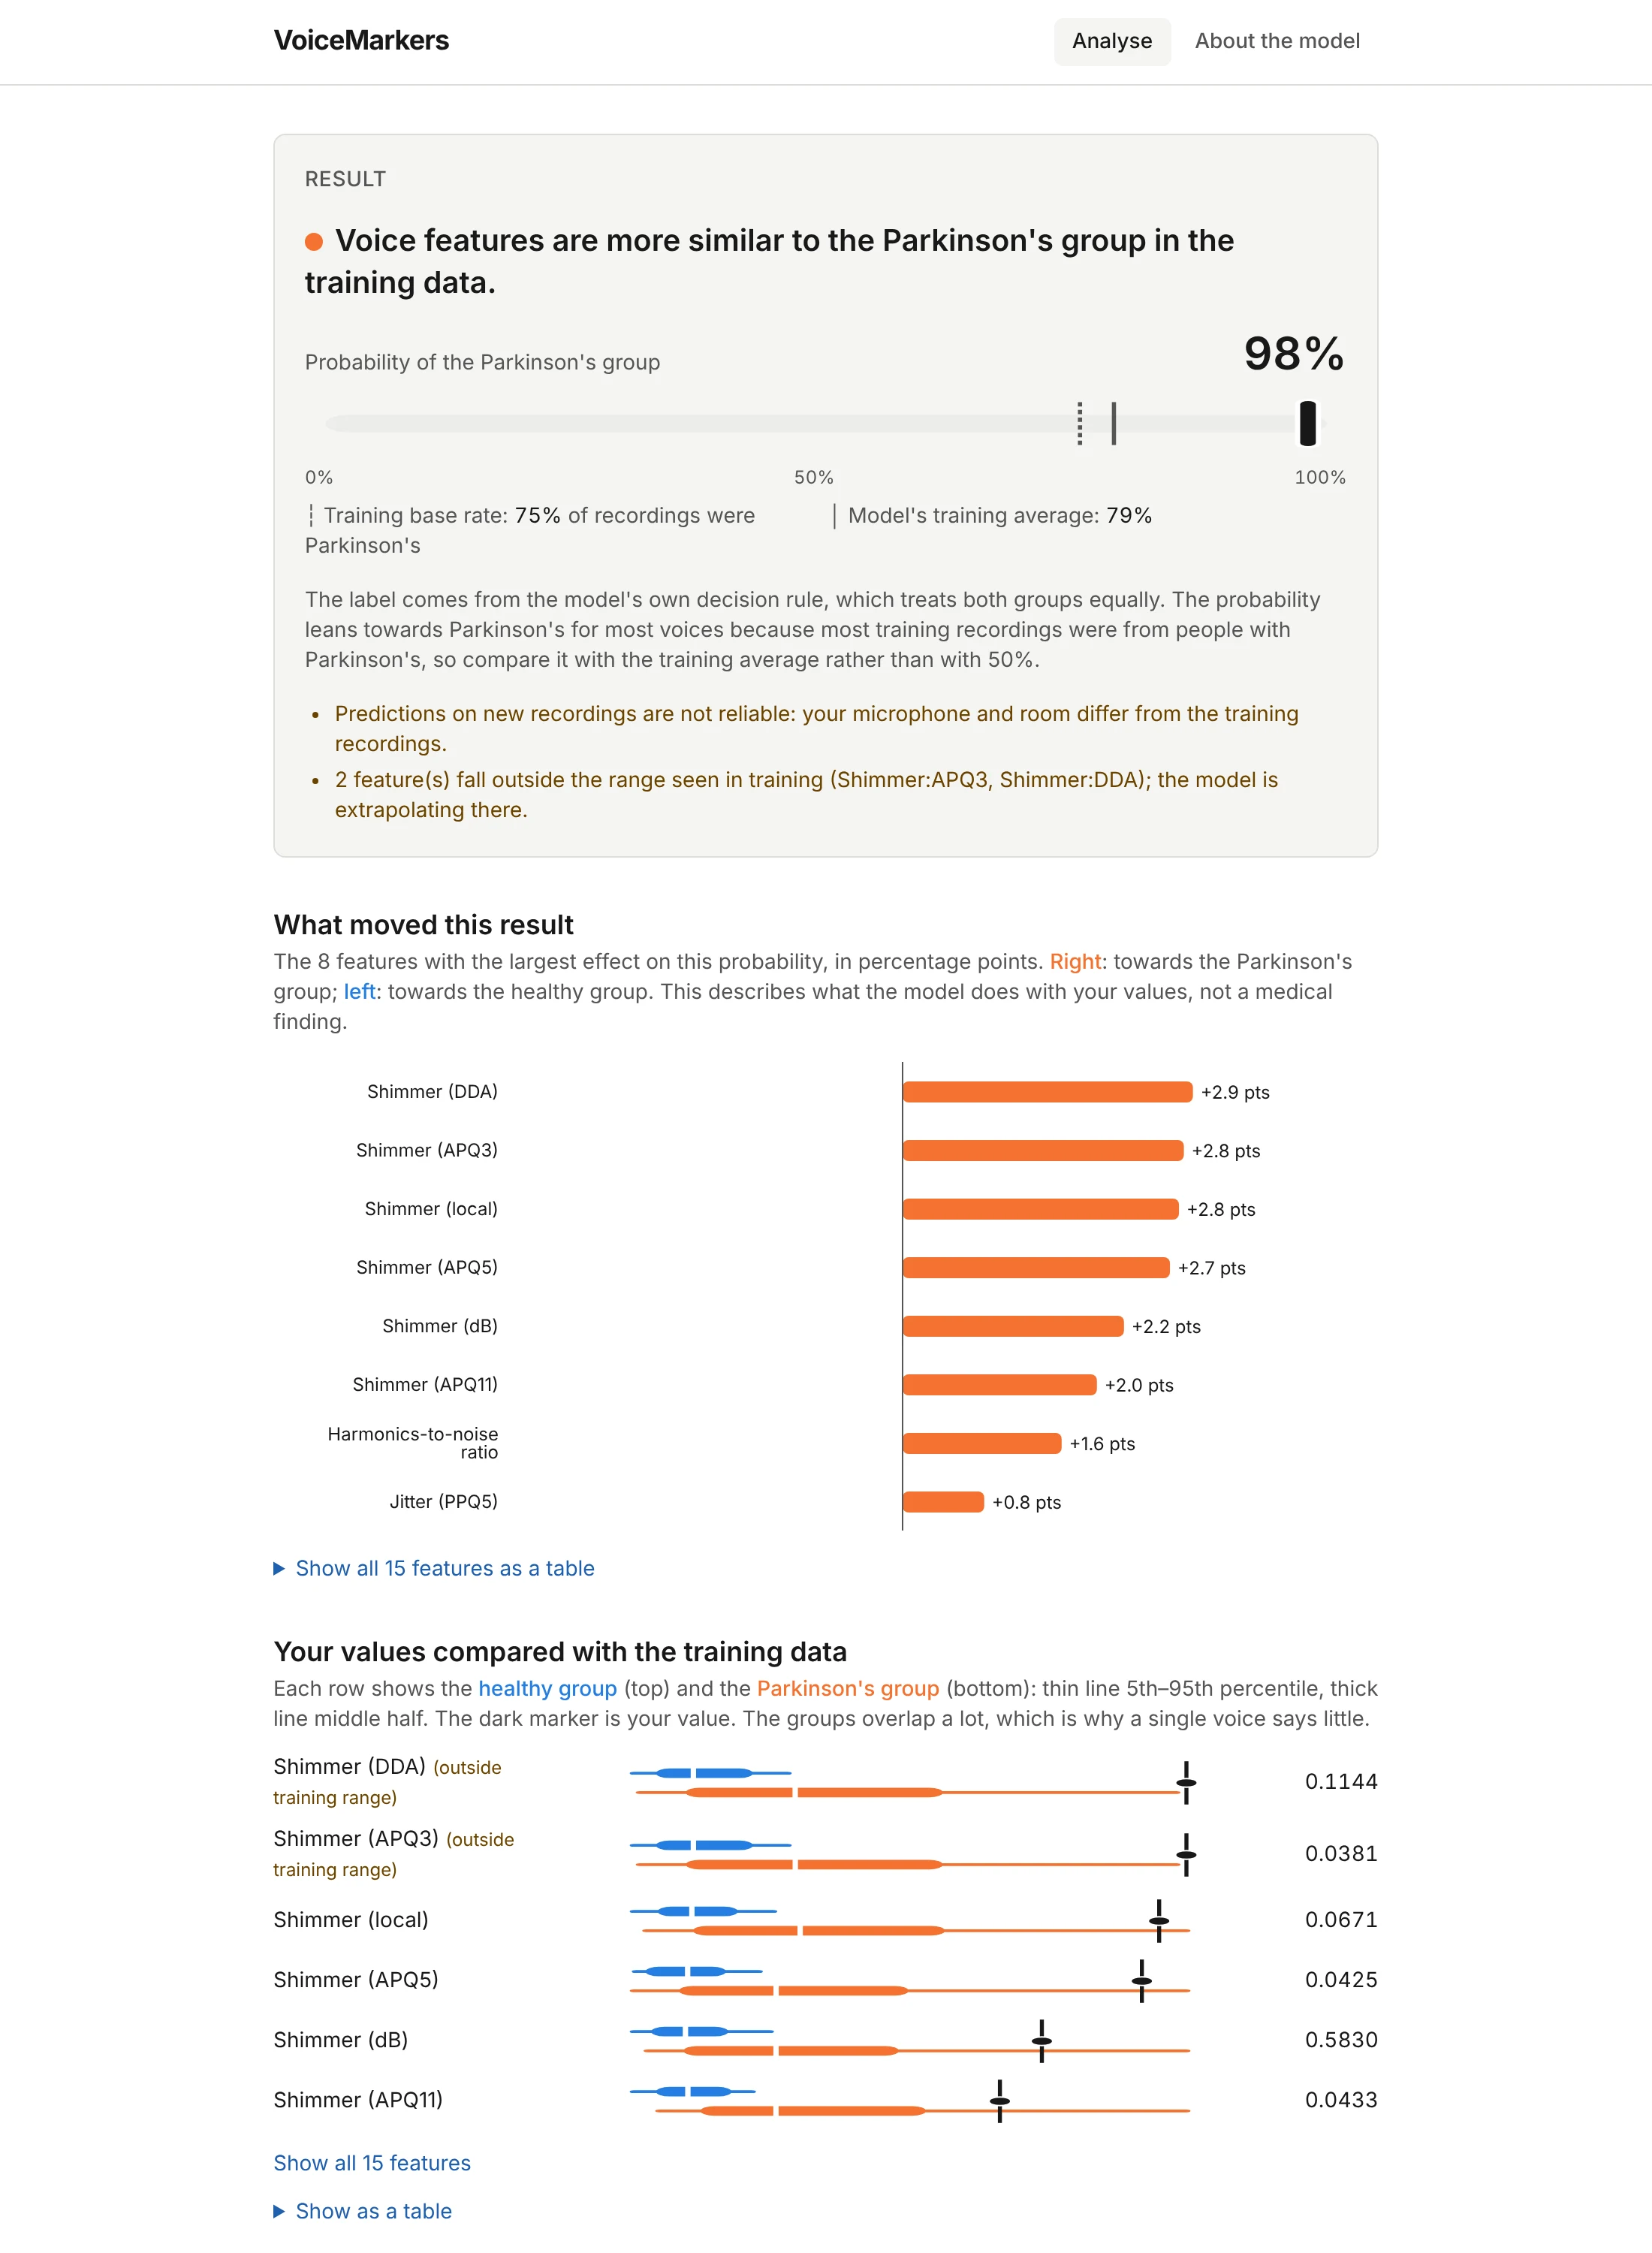 VoiceMarkers
Analyse
About the model
RESULT
Voice features are more similar to the Parkinson's group in the
training data.
Probability of the Parkinson's group
98%
0%
50%
100%
Training base rate: 75% of recordings were
Parkinson's
Model's training average: 79%
The label comes from the model's own decision rule, which treats both groups equally. The probability
leans towards Parkinson's for most voices because most training recordings were from people with
Parkinson's, so compare it with the training average rather than with 50%.
• Predictions on new recordings are not reliable: your microphone and room differ from the training
recordings.
• 2 feature(s) fall outside the range seen in training (Shimmer:APQ3, Shimmer:DDA); the model is
extrapolating there.
What moved this result
The 8 features with the largest effect on this probability, in percentage points. Right: towards the Parkinson's
group; left: towards the healthy group. This describes what the model does with your values, not a medical
finding.
Shimmer (DDA)
+2.9 pts
Shimmer (APQ3)
+2.8 pts
Shimmer (local)
+2.8 pts
Shimmer (APQ5)
+2.7 pts
Shimmer (dB)
+2.2 pts
Shimmer (APQ11)
+2.0 pts
Harmonics-to-noise
ratio
+1.6 pts
Jitter (PPQ5)
+0.8 pts
Show all 15 features as a table
Your values compared with the training data
Each row shows the healthy group (top) and the Parkinson's group (bottom): thin line 5th–95th percentile, thick
line middle half. The dark marker is your value. The groups overlap a lot, which is why a single voice says little.
Shimmer (DDA) (outside
training range)
0.1144
Shimmer (APQ3) (outside
training range)
0.0381
Shimmer (local)
0.0671
Shimmer (APQ5)
0.0425
Shimmer (dB)
0.5830
Shimmer (APQ11)
0.0433
Show all 15 features
Show as a table